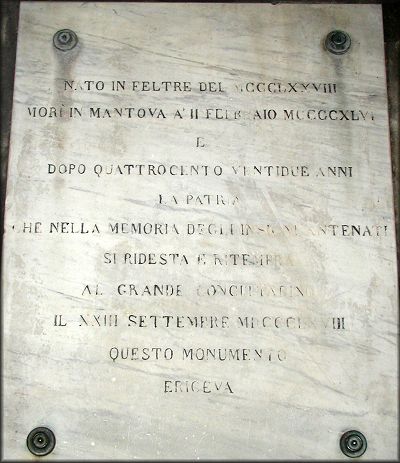 NATO IN FELTRE DEL MCCCLXXVIII
MORÌ IN MANTOVA A'II FEBBRAIO MCCCCXLVI
E
DOPO QUATTROCENTO VENTIDUE ANNI
LA PATRIA
CHE NELLA MEMORIA DEGLI INSIGNI ANTENATI
SI RIDESTA E RITEMPRA
AL GRANDE CONCITTADINO
IL XXIII SETTEMBRE
QUESTO MONUMENTO
ERIGEVA